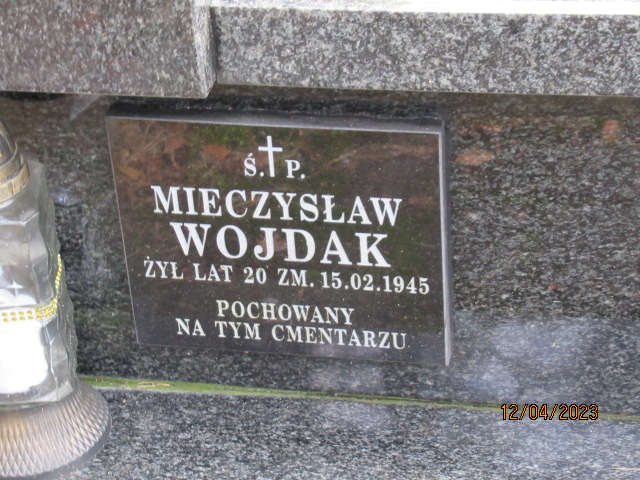 Ś. P.
MIECZYSŁAW
WOJDAK
ŻYŁ LAT 20 ZM. 15.02.1945
POCHOWANY
NA TYM CMENTARZU
12/04/2023